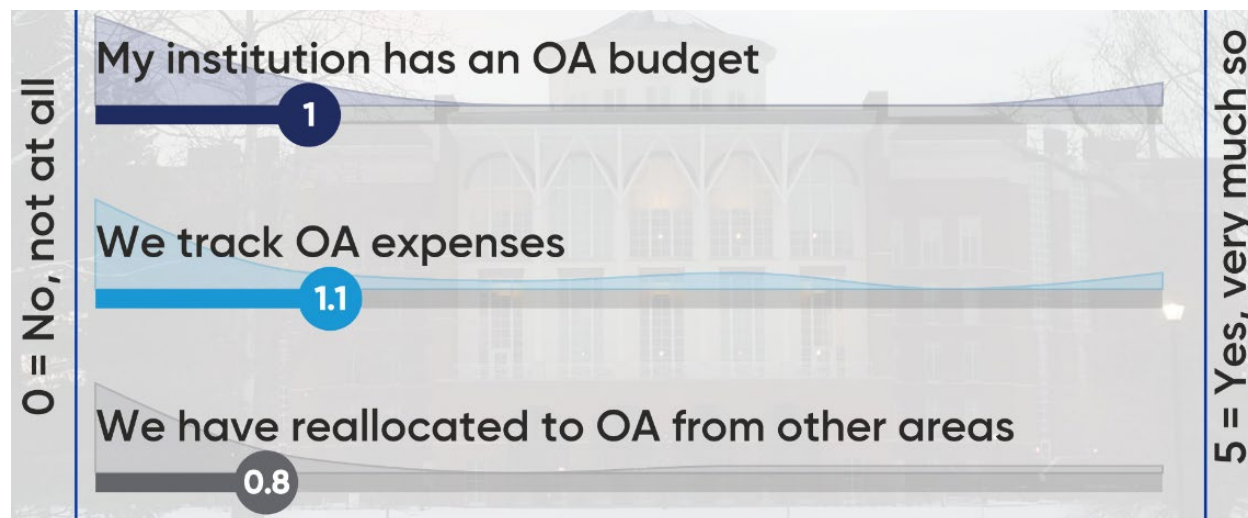 0 = No, not at all
My institution has an OA budget
1
We track OA expenses
1.1
We have reallocated to OA from other areas
0.8
5 = Yes, very much so